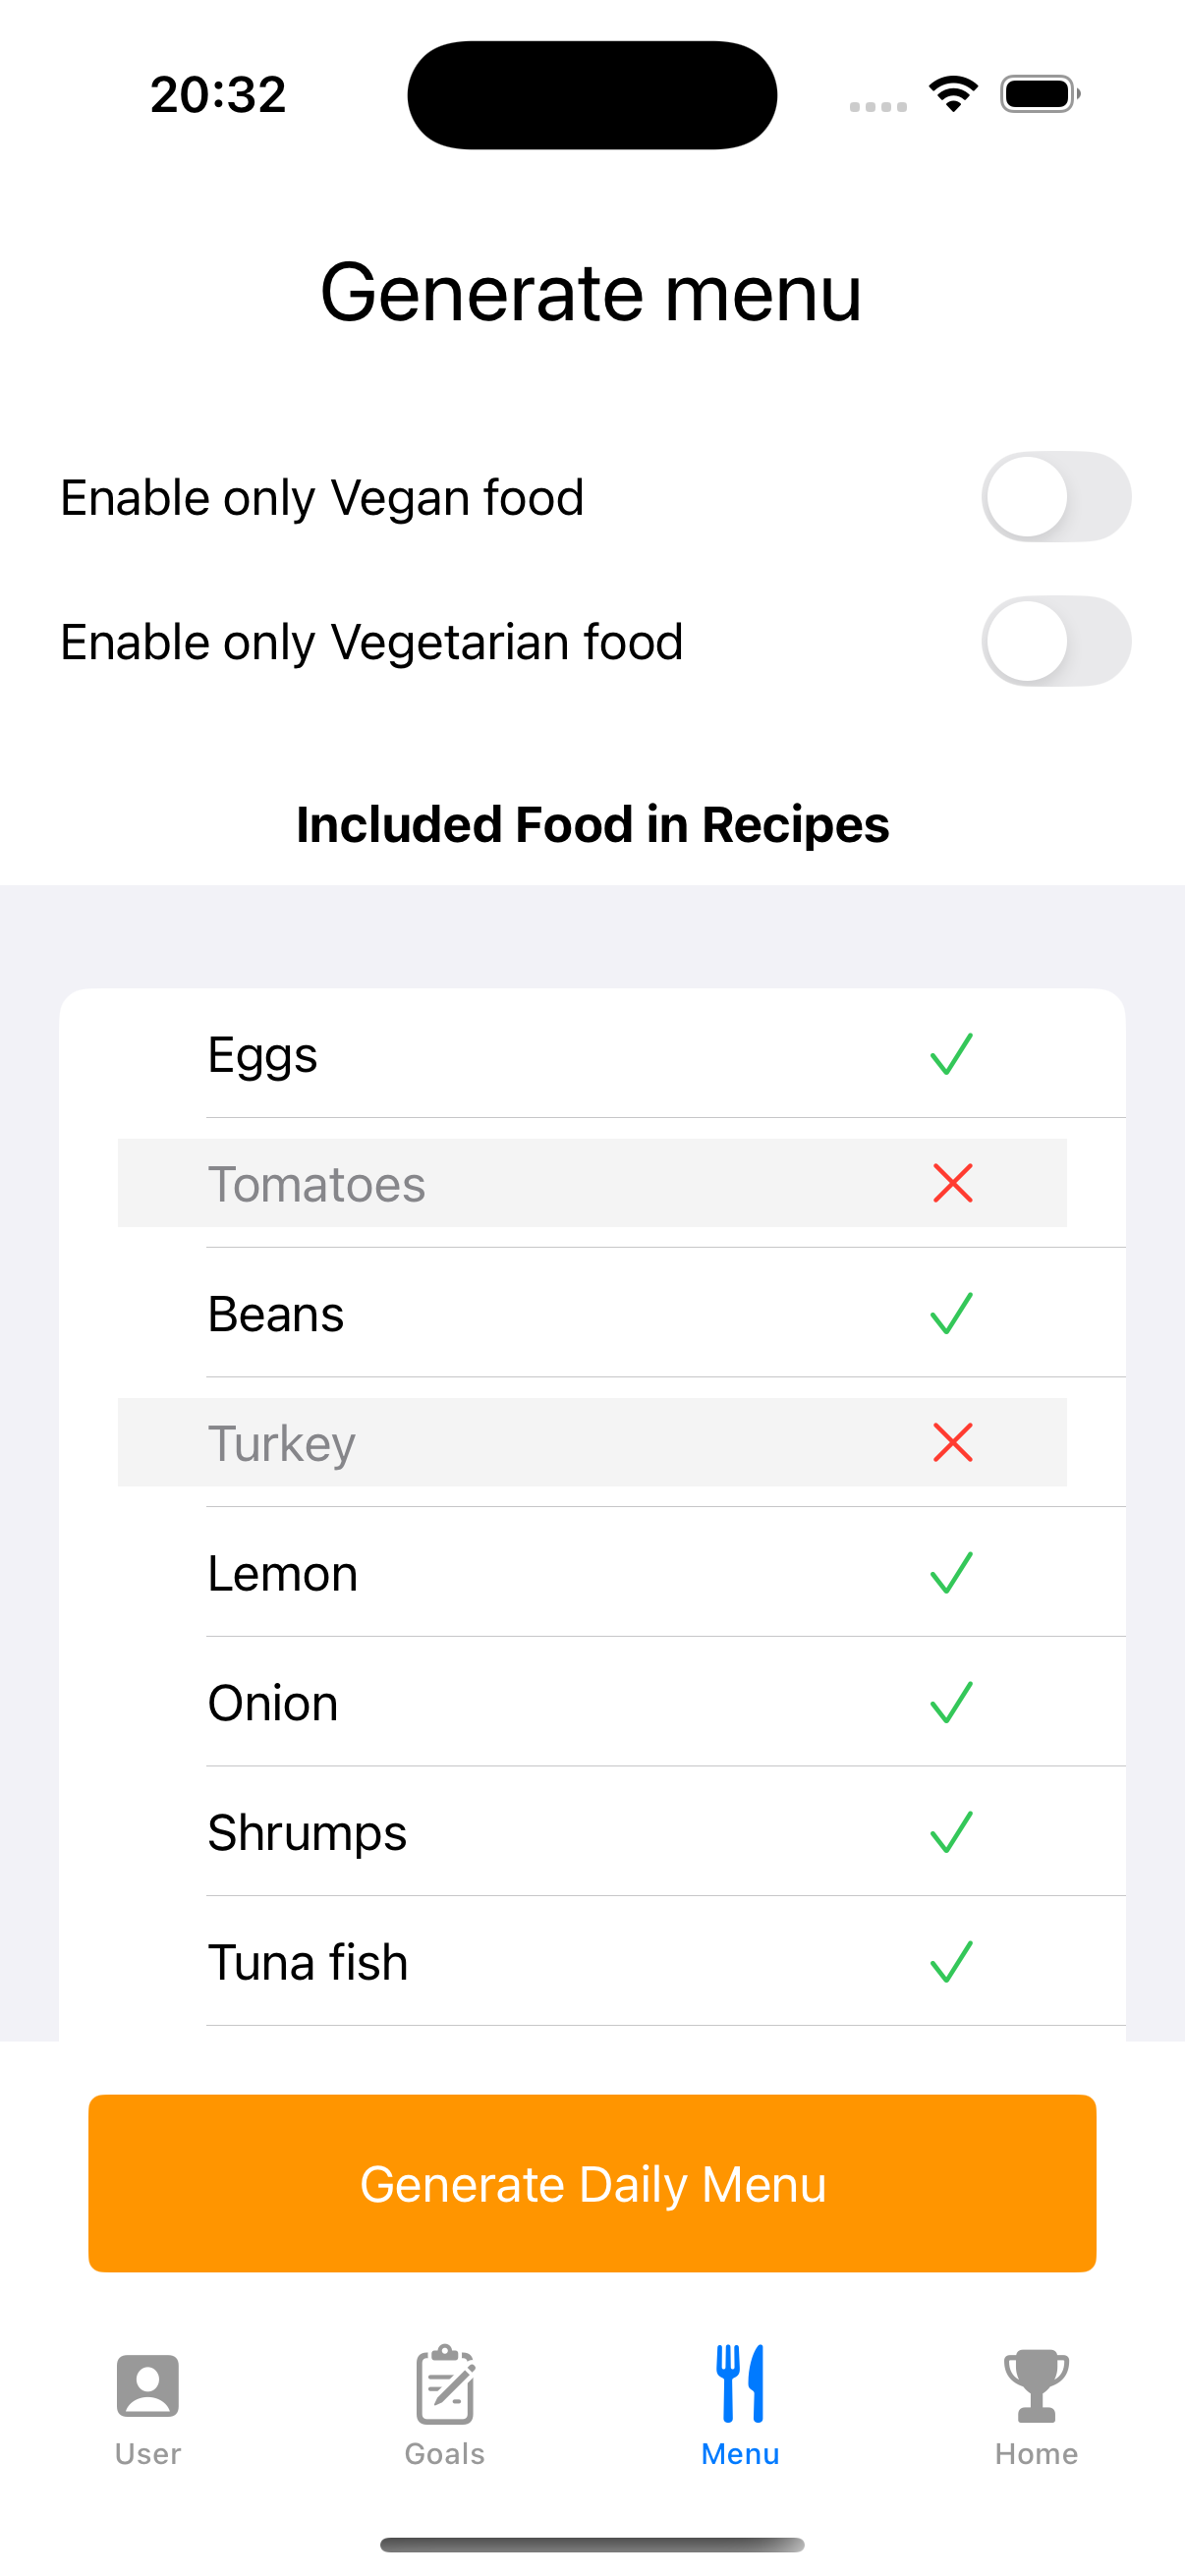 20:32
Generate menu
Enable only Vegan food
Enable only Vegetarian food
Included Food in Recipes
Eggs
Tomatoes
Beans
Turkey
Lemon
Onion
Shrumps
Tuna fish
Generate Daily Menu
User Goals Menu Home